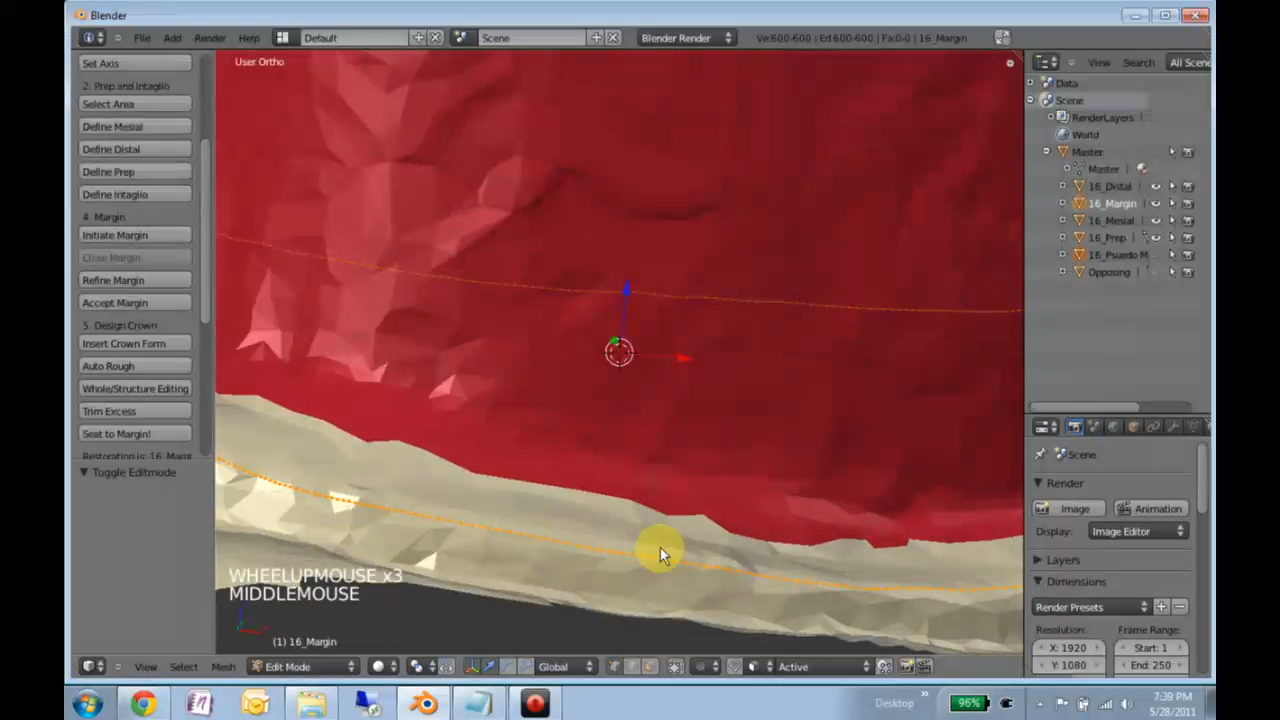 Blender
File Add Render Help Default Scene Blender Render Ve:600-600 | Ed:600-600 | Fa:0-0 | 16_Margin
Set Axis
2. Prep and Intaglio
Select Area
Define Mesial
Define Distal
Define Prep
Define Intaglio
4. Margin
Initiate Margin
Close Margin
Refine Margin
Accept Margin
5. Design Crown
Insert Crown Form
Auto Rough
Whole/Structure Editing
Trim Excess
Seat to Margin!
Restoration is: 16_Margi
Toggle Editmode
User Ortho
WHEELUPMOUSE x3
MIDDLEMOUSE
(1) 16_Margin
View Select Mesh Edit Mode Global Active
View Search All Scene
Data
Scene
RenderLayers
World
Master
Master
16_Distal
16_Margin
16_Mesial
16_Prep
16_Psuedo M
Opposing
Scene
Render
Image Animation
Display: Image Editor
Layers
Dimensions
Render Presets
Resolution: Frame Range:
X: 1920 Start: 1
Y: 1080 End: 250
Desktop
96%
7:39 PM
5/28/2011